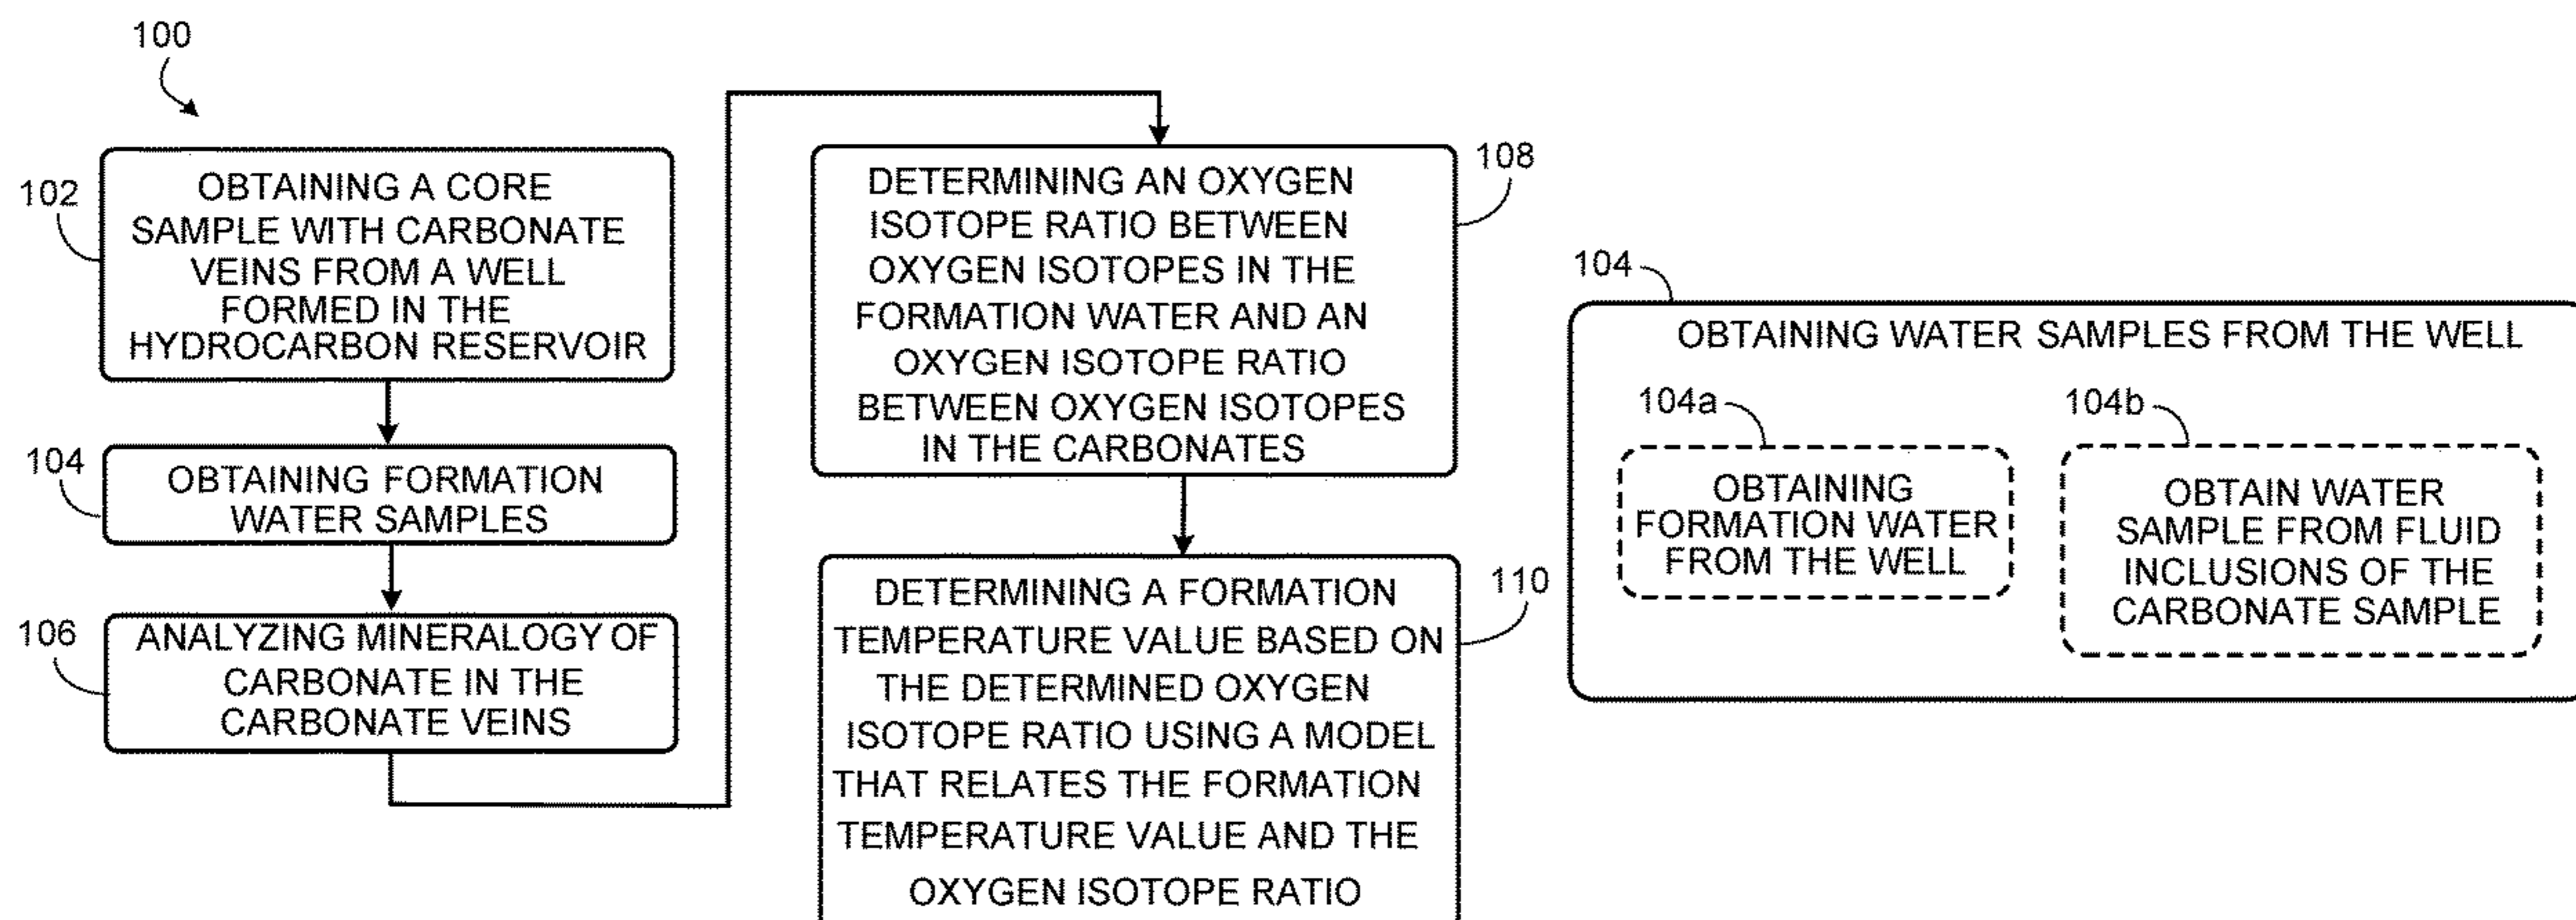 100
102
OBTAINING A CORE
SAMPLE WITH CARBONATE
VEINS FROM A WELL
FORMED IN THE
HYDROCARBON RESERVOIR
104
OBTAINING FORMATION
WATER SAMPLES
106
ANALYZING MINERALOGY OF
CARBONATE IN THE
CARBONATE VEINS
108
DETERMINING AN OXYGEN
ISOTOPE RATIO BETWEEN
OXYGEN ISOTOPES IN THE
FORMATION WATER AND AN
OXYGEN ISOTOPE RATIO
BETWEEN OXYGEN ISOTOPES
IN THE CARBONATES
110
DETERMINING A FORMATION
TEMPERATURE VALUE BASED ON
THE DETERMINED OXYGEN
ISOTOPE RATIO USING A MODEL
THAT RELATES THE FORMATION
TEMPERATURE VALUE AND THE
OXYGEN ISOTOPE RATIO
104
OBTAINING WATER SAMPLES FROM THE WELL
104a
OBTAINING
FORMATION WATER
FROM THE WELL
104b
OBTAIN WATER
SAMPLE FROM FLUID
INCLUSIONS OF THE
CARBONATE SAMPLE